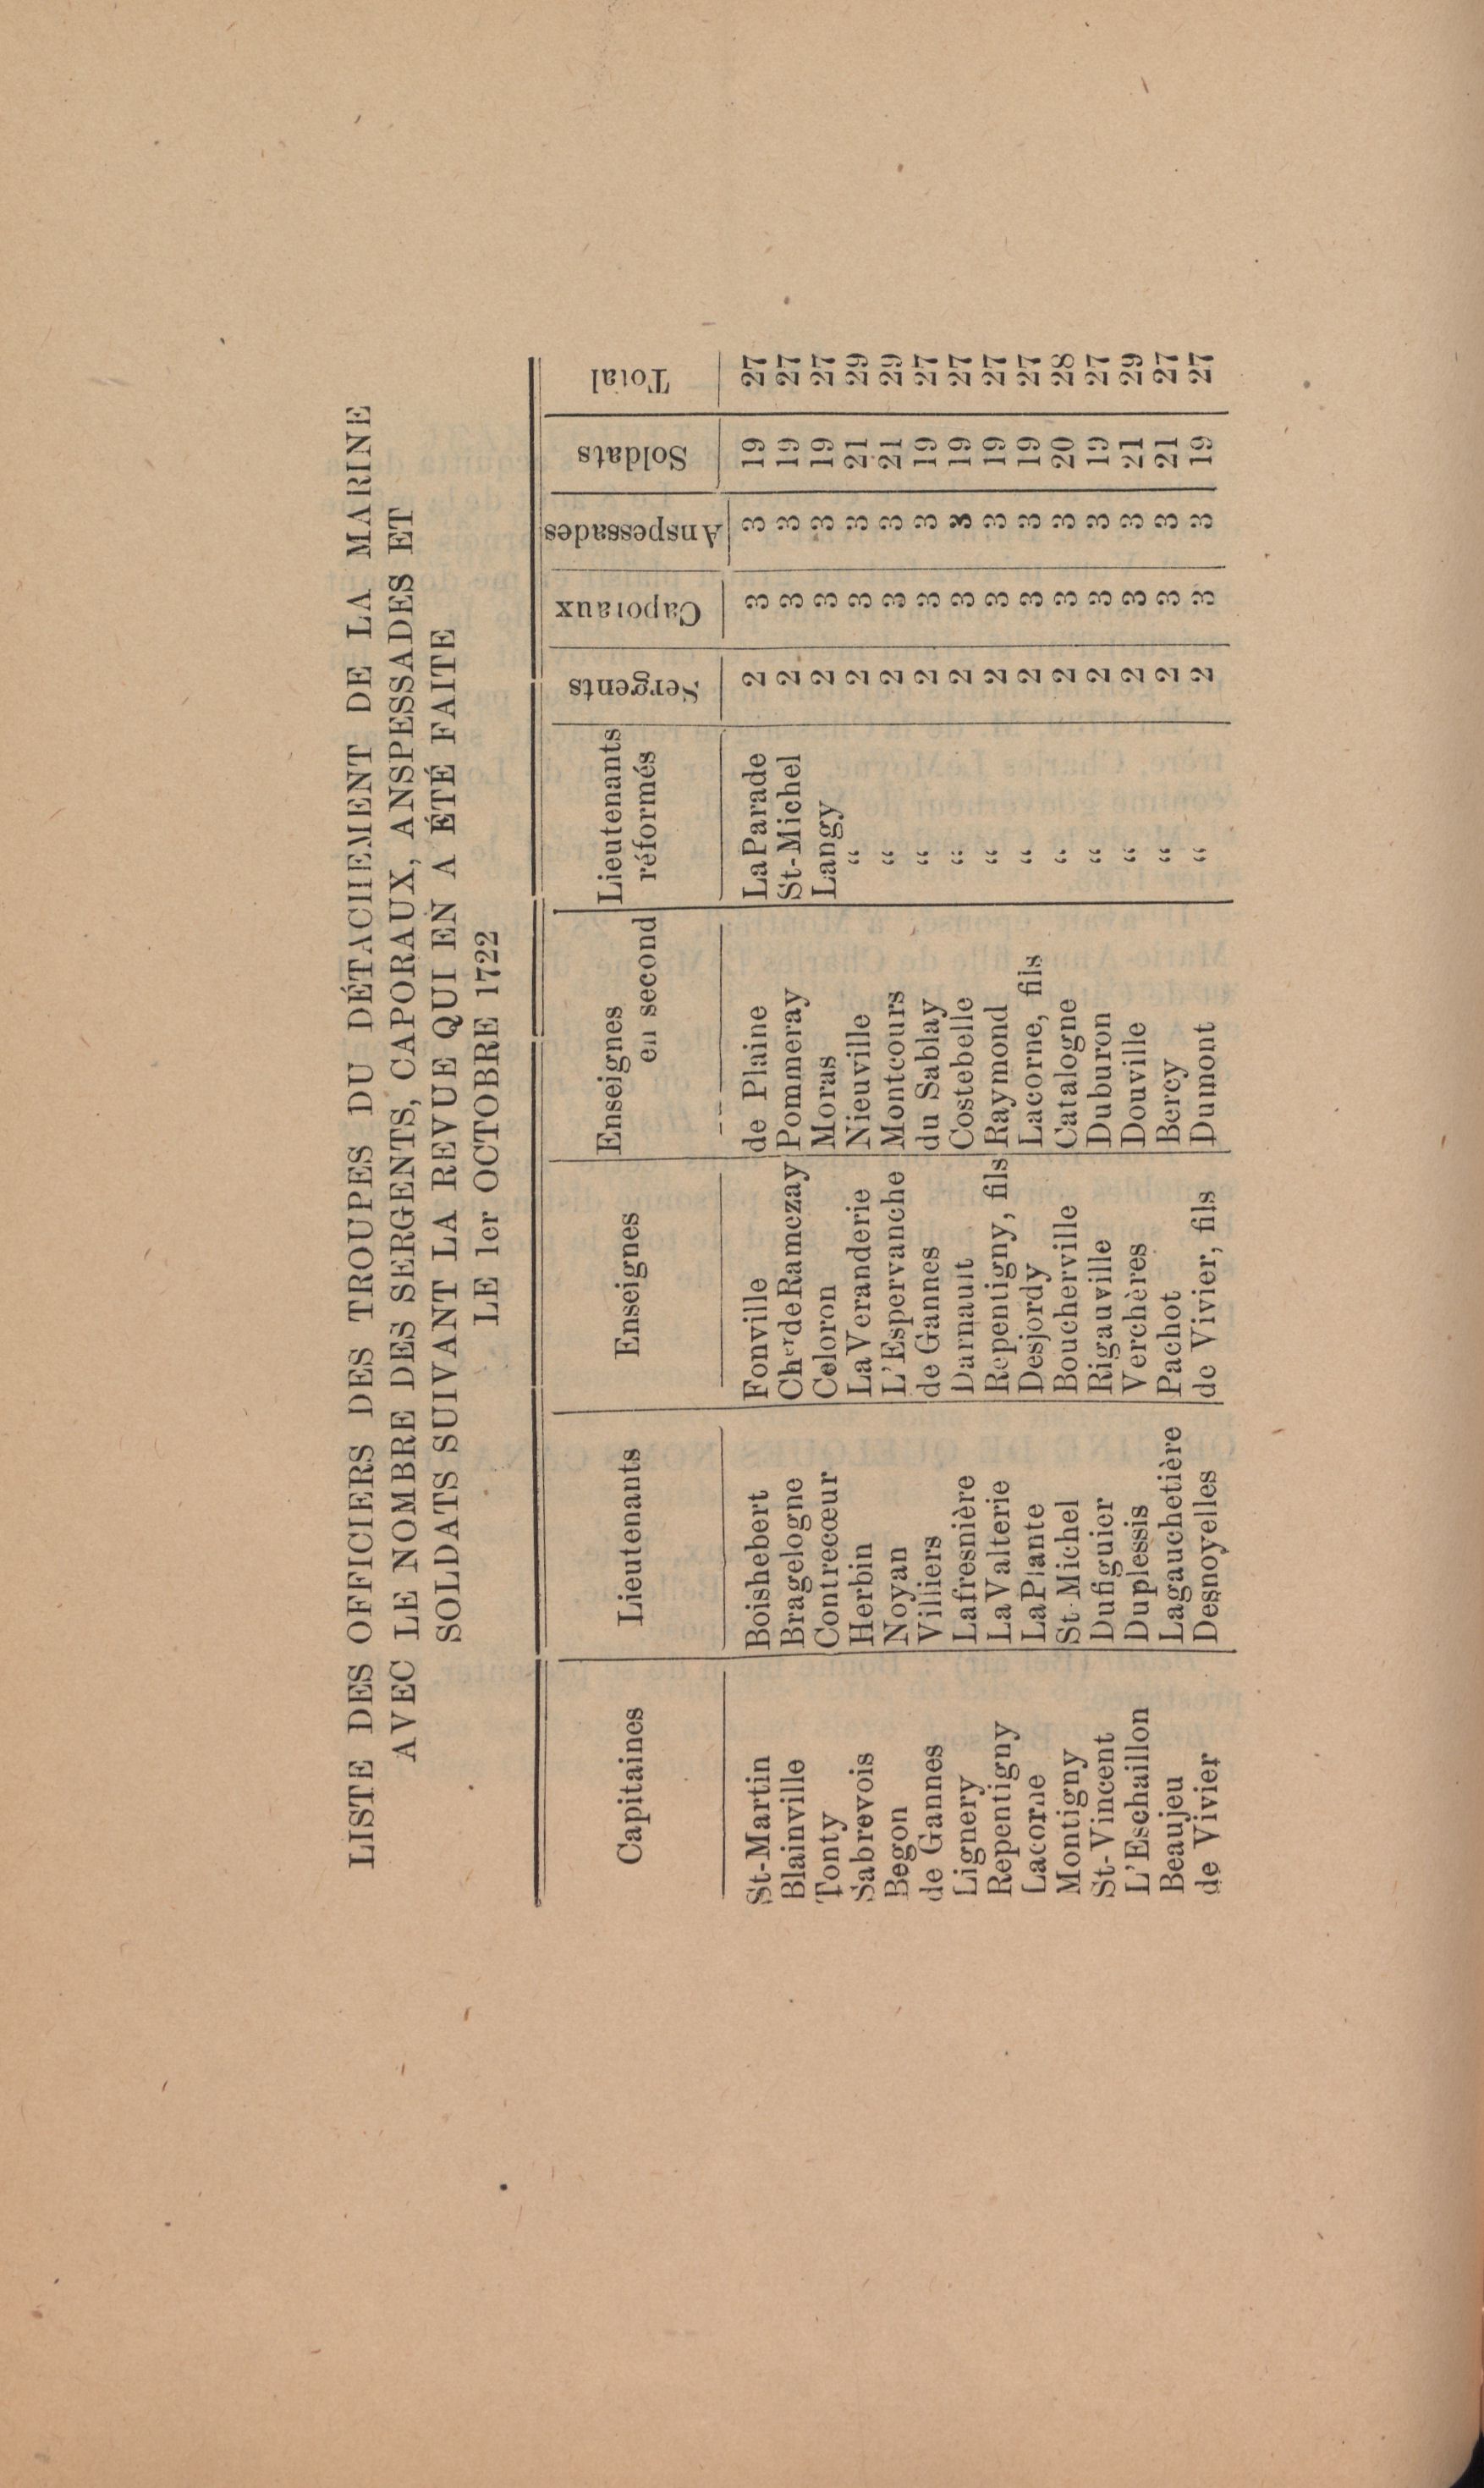 LISTE DES OFFICIERS DES TROUPES DU DÉTACHEMENT DE LA MARINE
AVEC LE NOMBRE DES SERGENTS, CAPORAUX, ANSPESSADES ET
SOLDATS SUIVANT LA REVUE QUI EN A ÉTÉ FAITE
LE 1er OCTOBRE 1722
Capitaines Lieutenants Enseignes Enseignes en second Lieutenants réformés Sergents Caporaux Anspessades Soldats Total
St-Martin Boishebert Fonville de Plaine LaParade 2 3 3 19 27
Blainville Bragelogne Cher de Ramczay Pommeray St-Michel 2 3 3 19 27
Tonty Contrecœur Celoron Moras Langy 2 3 3 19 27
Sabrevois Herbin LaVeranderie Nieuville “ 2 3 3 21 29
Begon Noyan L'Espervanche Montcours “ 2 3 3 21 29
de Gannes Villiers de Gannes du Sablay “ 2 3 3 19 27
Lignery Lafresnière Darnault Costebelle “ 2 3 3 19 27
Repentigny LaValterie Repentigny, fils Raymond “ 2 3 3 19 27
Lacorne LaPlante Desjordy Lacorne, fils “ 2 3 3 19 27
Montigny St-Michel Boucherville Catalogne “ 2 3 3 20 28
St-Vincent Dufiguier Rigauville Duburon “ 2 3 3 19 27
L'Eschaillon Duplessis Verchères Douville “ 2 3 3 21 29
Beaujeu Lagauchetière Pachot Bercy “ 2 3 3 21 27
de Vivier Desnoyelles de Vivier, fils Dumont “ 2 3 3 19 27